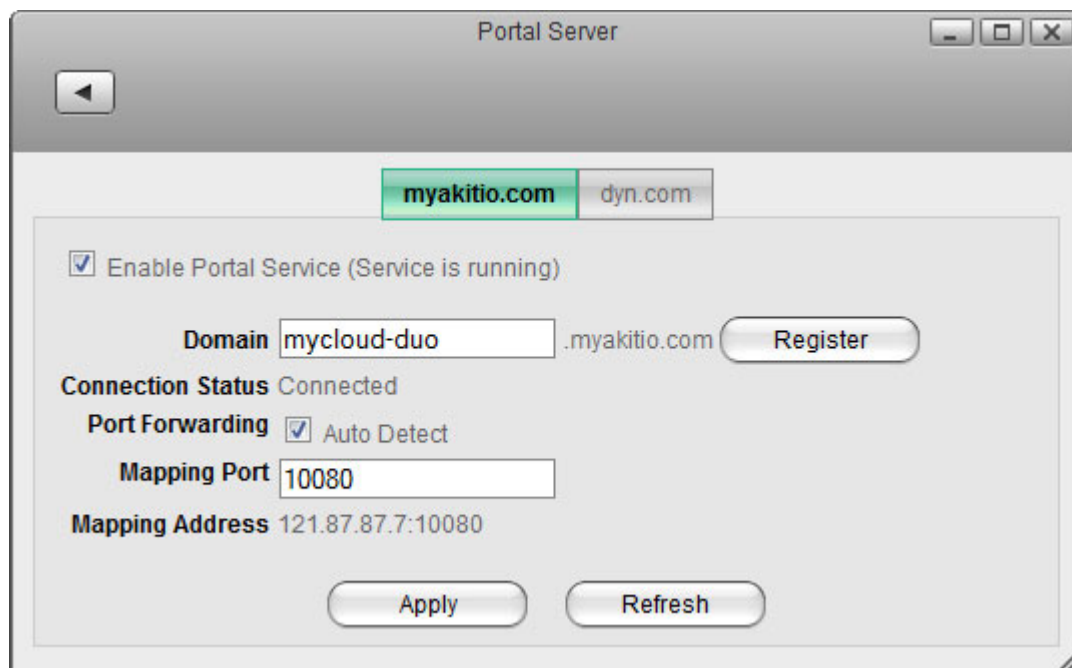 Portal Server
myakitio.com dyn.com
Enable Portal Service (Service is running)
Domain mycloud-duo .myakitio.com Register
Connection Status Connected
Port Forwarding Auto Detect
Mapping Port 10080
Mapping Address 121.87.87.7:10080
Apply Refresh